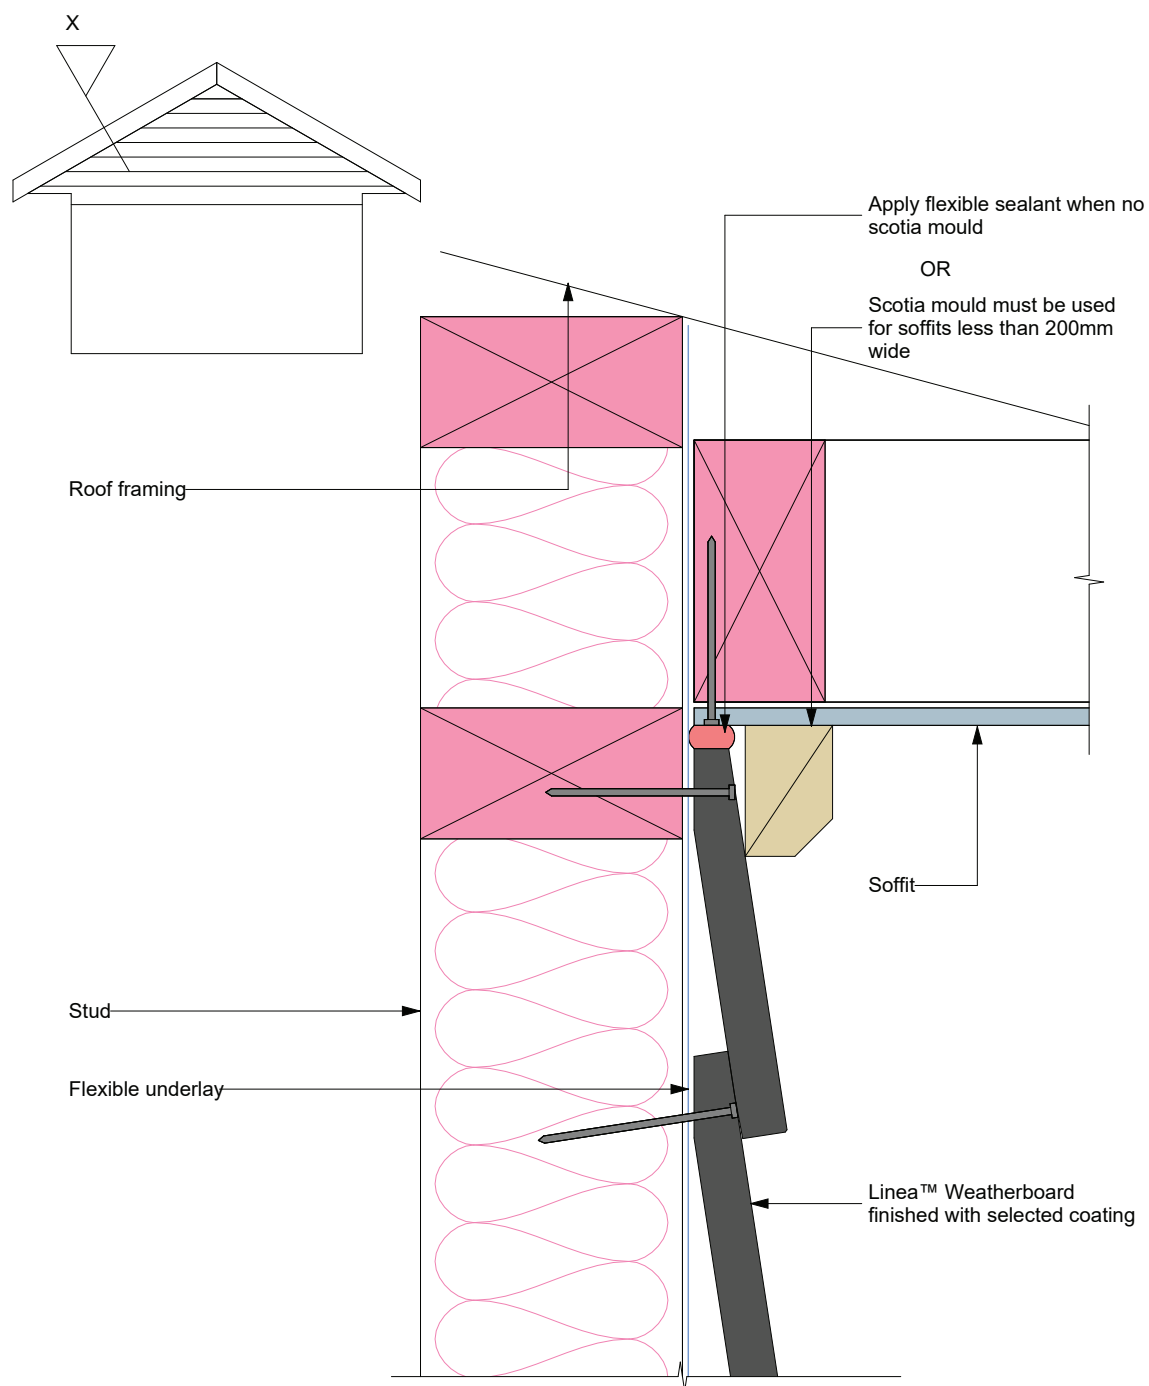 X
Apply flexible sealant when no
scotia mould
OR
Scotia mould must be used
for soffits less than 200mm
wide
Roof framing
Soffit
Stud
Flexible underlay
Linea™ Weatherboard
finished with selected coating